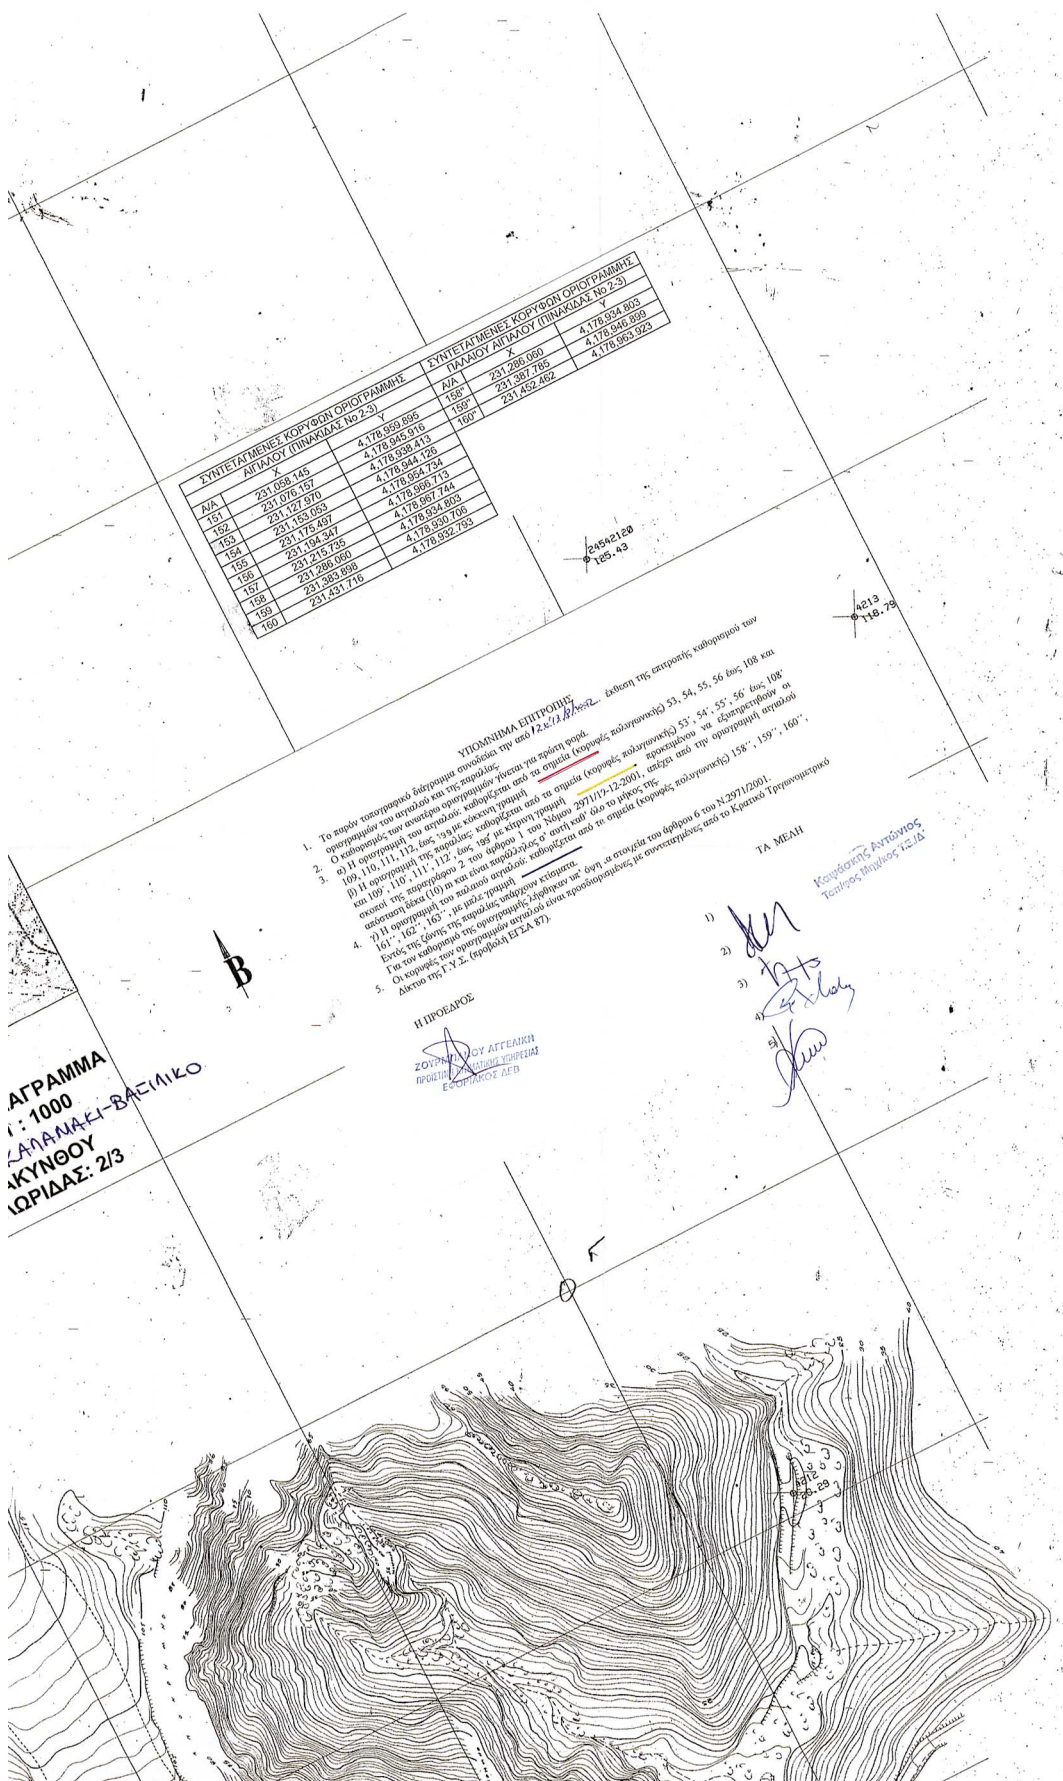 ΣΥΝΤΕΤΑΓΜΕΝΕΣ ΚΟΡΥΦΩΝ ΟΡΙΟΓΡΑΜΜΗΣ
ΑΙΓΙΑΛΟΥ (ΠΙΝΑΚΙΔΑΣ Νο 2-3)
Α/Α X Y
151 231,058.145 4,178,959.895
152 231,076.157 4,178,945.916
153 231,127.970 4,178,938.413
154 231,153.053 4,178,944.126
155 231,175.497 4,178,954.734
156 231,194.347 4,178,966.713
157 231,215.735 4,178,967.744
158 231,286.060 4,178,934.803
159 231,383.898 4,178,930.706
160 231,431.716 4,178,932.793
ΣΥΝΤΕΤΑΓΜΕΝΕΣ ΚΟΡΥΦΩΝ ΟΡΙΟΓΡΑΜΜΗΣ
ΠΑΛΑΙΟΥ ΑΙΓΙΑΛΟΥ (ΠΙΝΑΚΙΔΑΣ Νο 2-3)
Α/Α X Y
158'' 231,286.060 4,178,934.803
159'' 231,387.785 4,178,946.899
160'' 231,452.462 4,178,963.923
24542120
125.43
4213
118.79
ΥΠΟΜΝΗΜΑ ΕΠΙΤΡΟΠΗΣ
1. Το παρόν τοπογραφικό διάγραμμα συνοδεύει την από έκθεση της επιτροπής καθορισμού των
οριογραμμών του αιγιαλού και της παραλίας.
2. Ο καθορισμός των ανωτέρω οριογραμμών γίνεται για πρώτη φορά.
3. α) Η οριογραμμή του αιγιαλού: καθορίζεται από τα σημεία (κορυφές πολυγωνικής) 53, 54, 55, 56 έως 108 και
109, 110, 111, 112, έως 199 με κόκκινη γραμμή
β) Η οριογραμμή της παραλίας: καθορίζεται από τα σημεία (κορυφές πολυγωνικής) 53', 54', 55', 56' έως 108'
και 109', 110', 111', 112', έως 199' με κίτρινη γραμμή προκειμένου να εξυπηρετηθούν οι
σκοποί της παραγράφου 2 του άρθρου 1 του Νόμου 2971/19-12-2001, απέχει από την οριογραμμή αιγιαλού
απόσταση δέκα (10) m και είναι παράλληλος σ' αυτή καθ' όλο το μήκος της.
γ) Η οριογραμμή του παλαιού αιγιαλού: καθορίζεται από τα σημεία (κορυφές πολυγωνικής) 158'', 159'', 160'',
161'', 162'', 163'', με μπλε γραμμή
4. Εντός της ζώνης της παραλίας υπάρχουν κτίσματα.
Για τον καθορισμό της οριογραμμής λήφθηκαν υπ' όψη τα στοιχεία του άρθρου 6 του Ν.2971/2001.
5. Οι κορυφές των οριογραμμών αιγιαλού είναι προσδιορισμένες με συντεταγμένες από το Κρατικό Τριγωνομετρικό
Δίκτυο της Γ.Υ.Σ. (προβολή ΕΓΣΑ 87).
Η ΠΡΟΕΔΡΟΣ
ΕΦΟΡΙΑΚΟΣ ΔΕΒ
ΤΑ ΜΕΛΗ
Αντώνιος
1)
2)
3)
4)
5)
Β
ΑΓΡΑΜΜΑ
: 1000
ΚΑΛΑΜΑΚΙ-ΒΑΣΙΛΙΚΟ
ΑΚΥΝΘΟΥ
ΩΡΙΔΑΣ: 2/3
4212